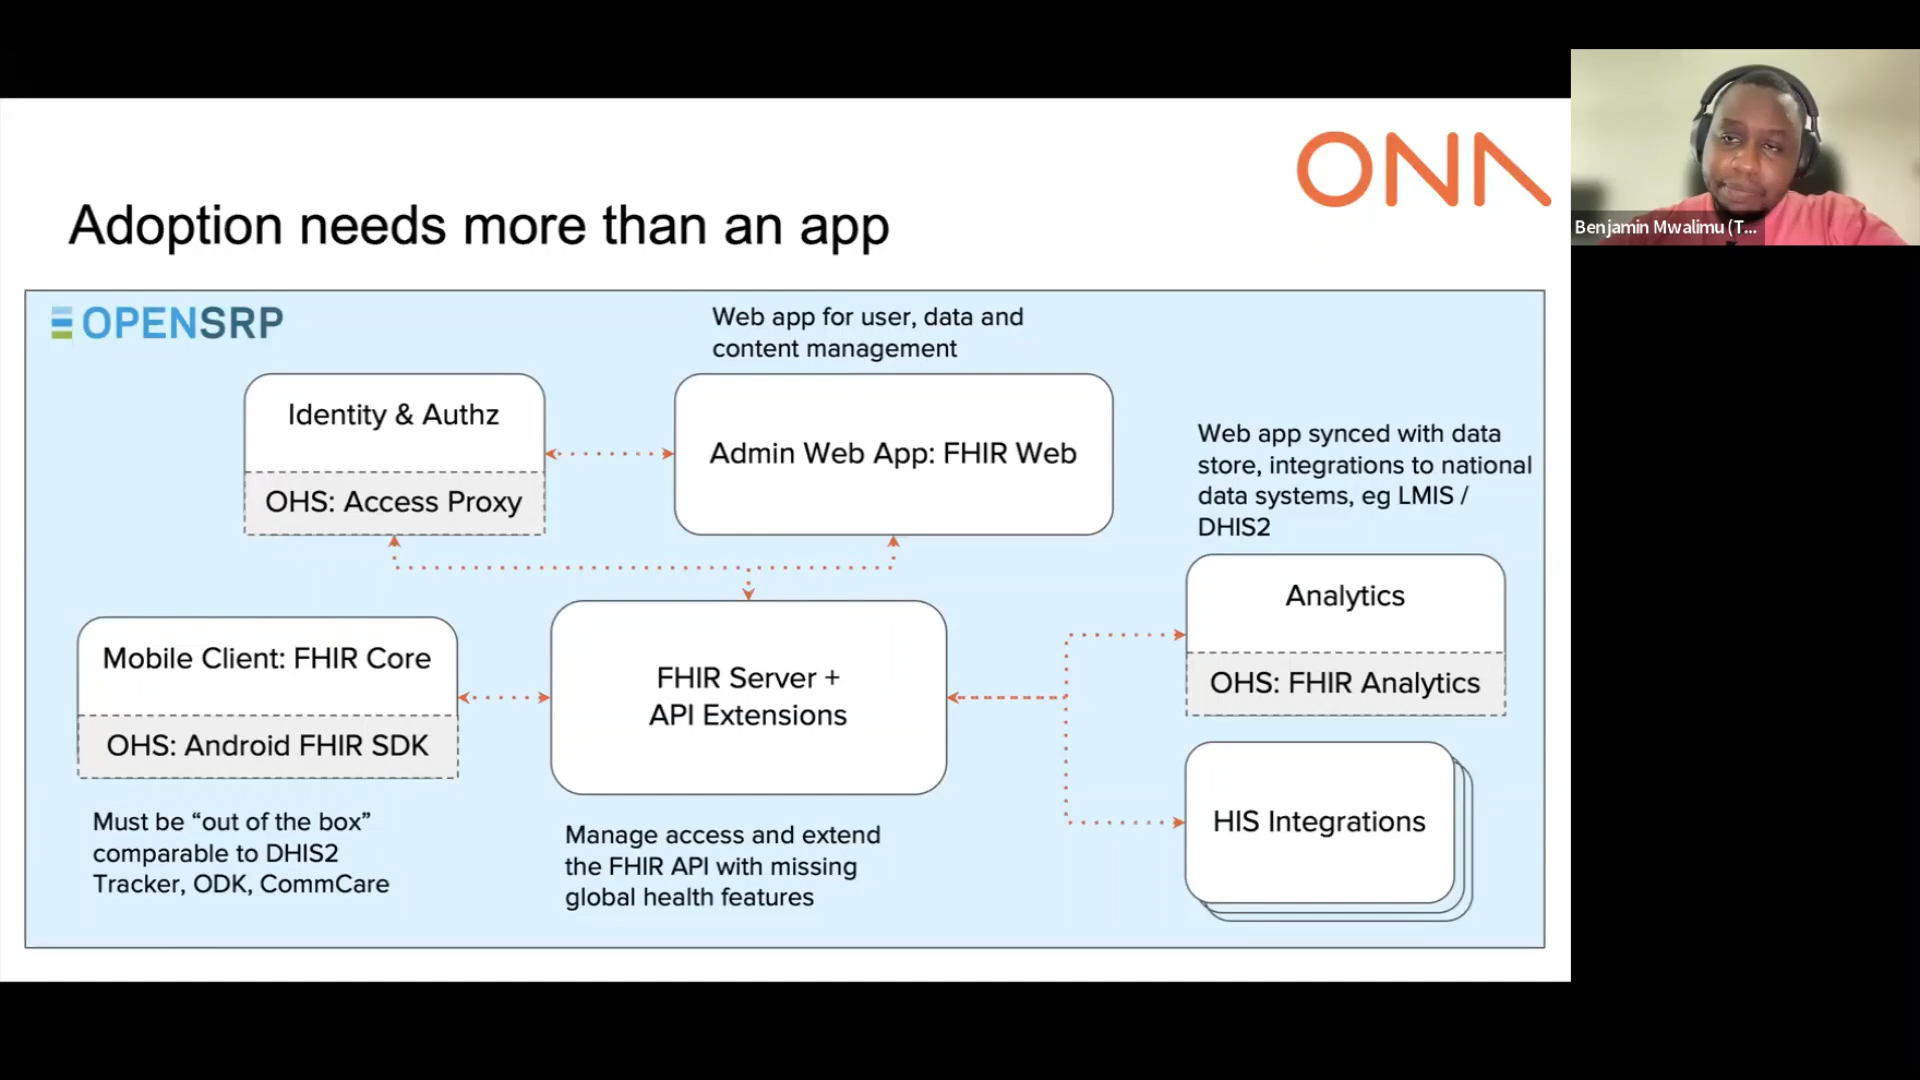 ONA
Benjamin Mwalimu (T...
Adoption needs more than an app
OPENSRP
Web app for user, data and
content management
Identity & Authz
OHS: Access Proxy
Admin Web App: FHIR Web
Web app synced with data
store, integrations to national
data systems, eg LMIS /
DHIS2
Analytics
OHS: FHIR Analytics
Mobile Client: FHIR Core
OHS: Android FHIR SDK
FHIR Server +
API Extensions
HIS Integrations
Must be “out of the box”
comparable to DHIS2
Tracker, ODK, CommCare
Manage access and extend
the FHIR API with missing
global health features